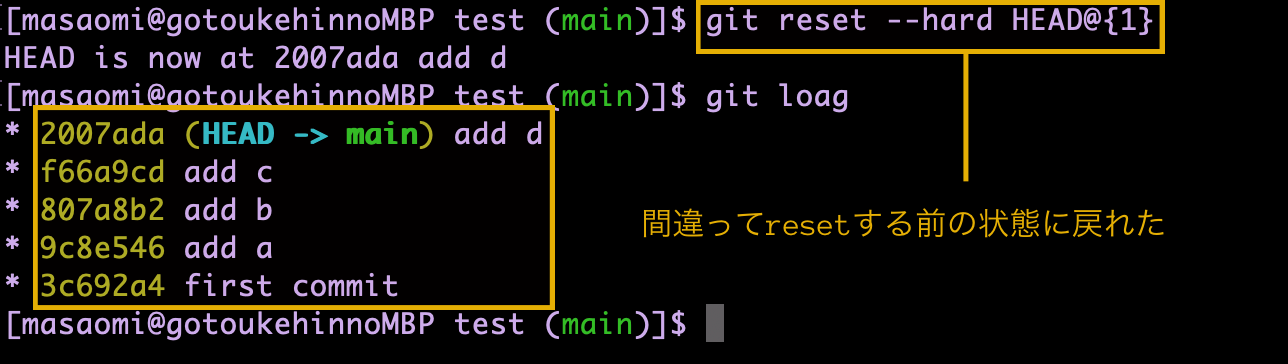 [masaomi@gotoukehinnoMBP test (main)]$ git reset --hard HEAD@{1}
HEAD is now at 2007ada add d
[masaomi@gotoukehinnoMBP test (main)]$ git loag
* 2007ada (HEAD -> main) add d
* f66a9cd add c
* 807a8b2 add b
* 9c8e546 add a
* 3c692a4 first commit
間違ってresetする前の状態に戻れた
[masaomi@gotoukehinnoMBP test (main)]$